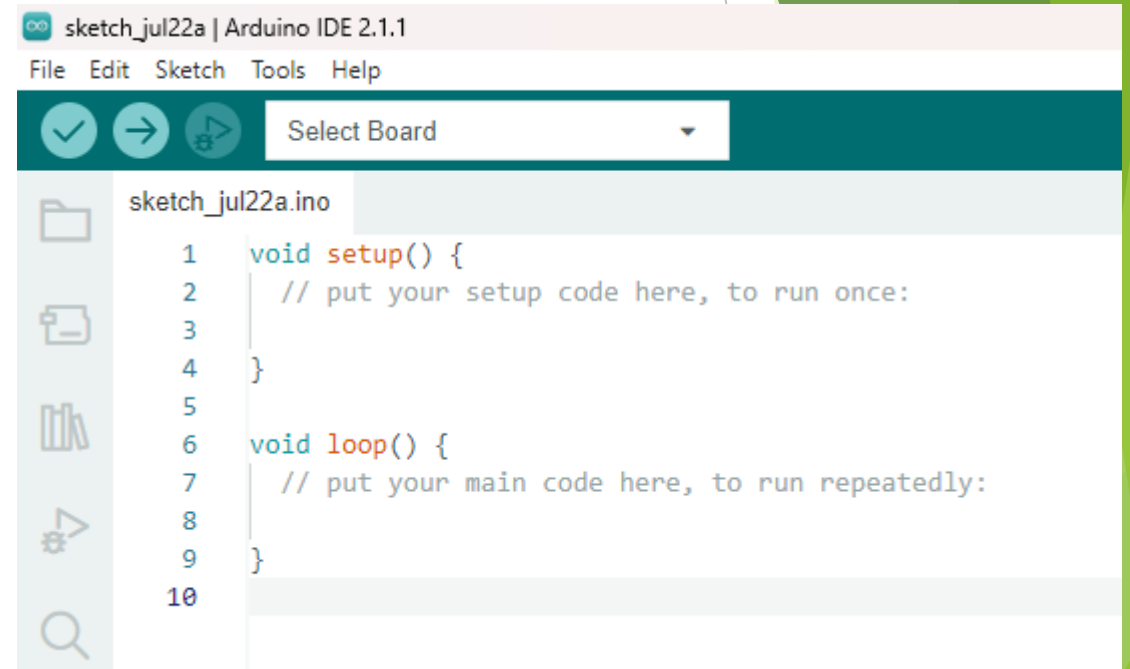 sketch_jul22a | Arduino IDE 2.1.1
File Edit Sketch Tools Help
Select Board
sketch_jul22a.ino
1 void setup() {
2 // put your setup code here, to run once:
3
4 }
5
6 void loop() {
7 // put your main code here, to run repeatedly:
8
9 }
10